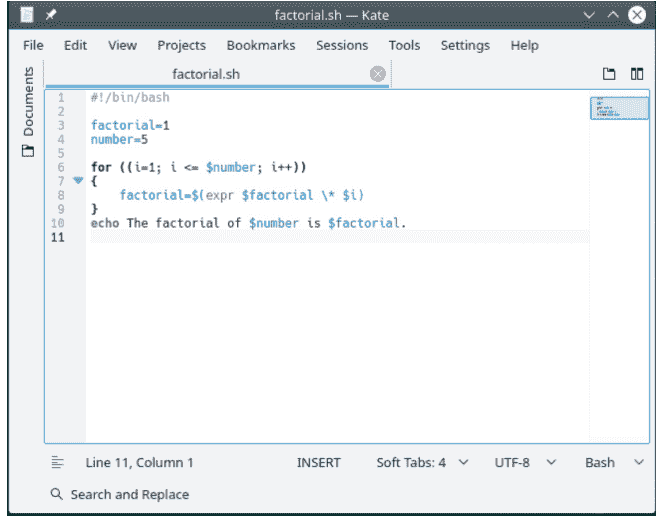 factorial.sh — Kate
File Edit View Projects Bookmarks Sessions Tools Settings Help
Documents
factorial.sh
1 #!/bin/bash
2
3 factorial=1
4 number=5
5
6 for ((i=1; i <= $number; i++))
7 {
8     factorial=$(expr $factorial \* $i)
9 }
10 echo The factorial of $number is $factorial.
11
Line 11, Column 1 INSERT Soft Tabs: 4 UTF-8 Bash
Search and Replace